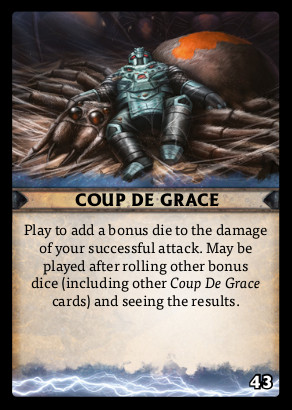 COUP DE GRACE
Play to add a bonus die to the damage
of your successful attack. May be
played after rolling other bonus
dice (including other Coup De Grace
cards) and seeing the results.
43